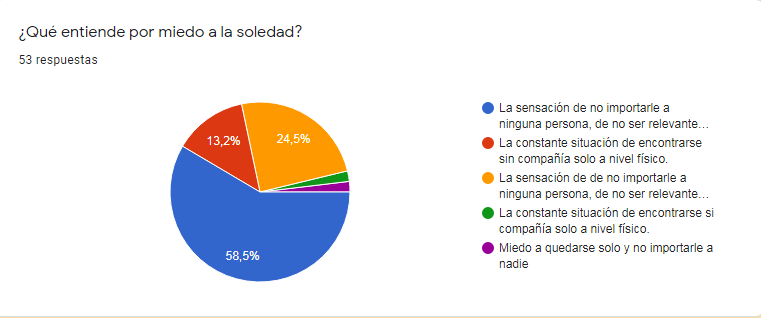 ¿Qué entiende por miedo a la soledad?
53 respuestas
13,2%
24,5%
58,5%
La sensación de no importarle a
ninguna persona, de no ser relevante...
La constante situación de encontrarse
sin compañía solo a nivel físico.
La sensación de de no importarle a
ninguna persona, de no ser relevante...
La constante situación de encontrarse si
compañía solo a nivel físico.
Miedo a quedarse solo y no importarle a
nadie